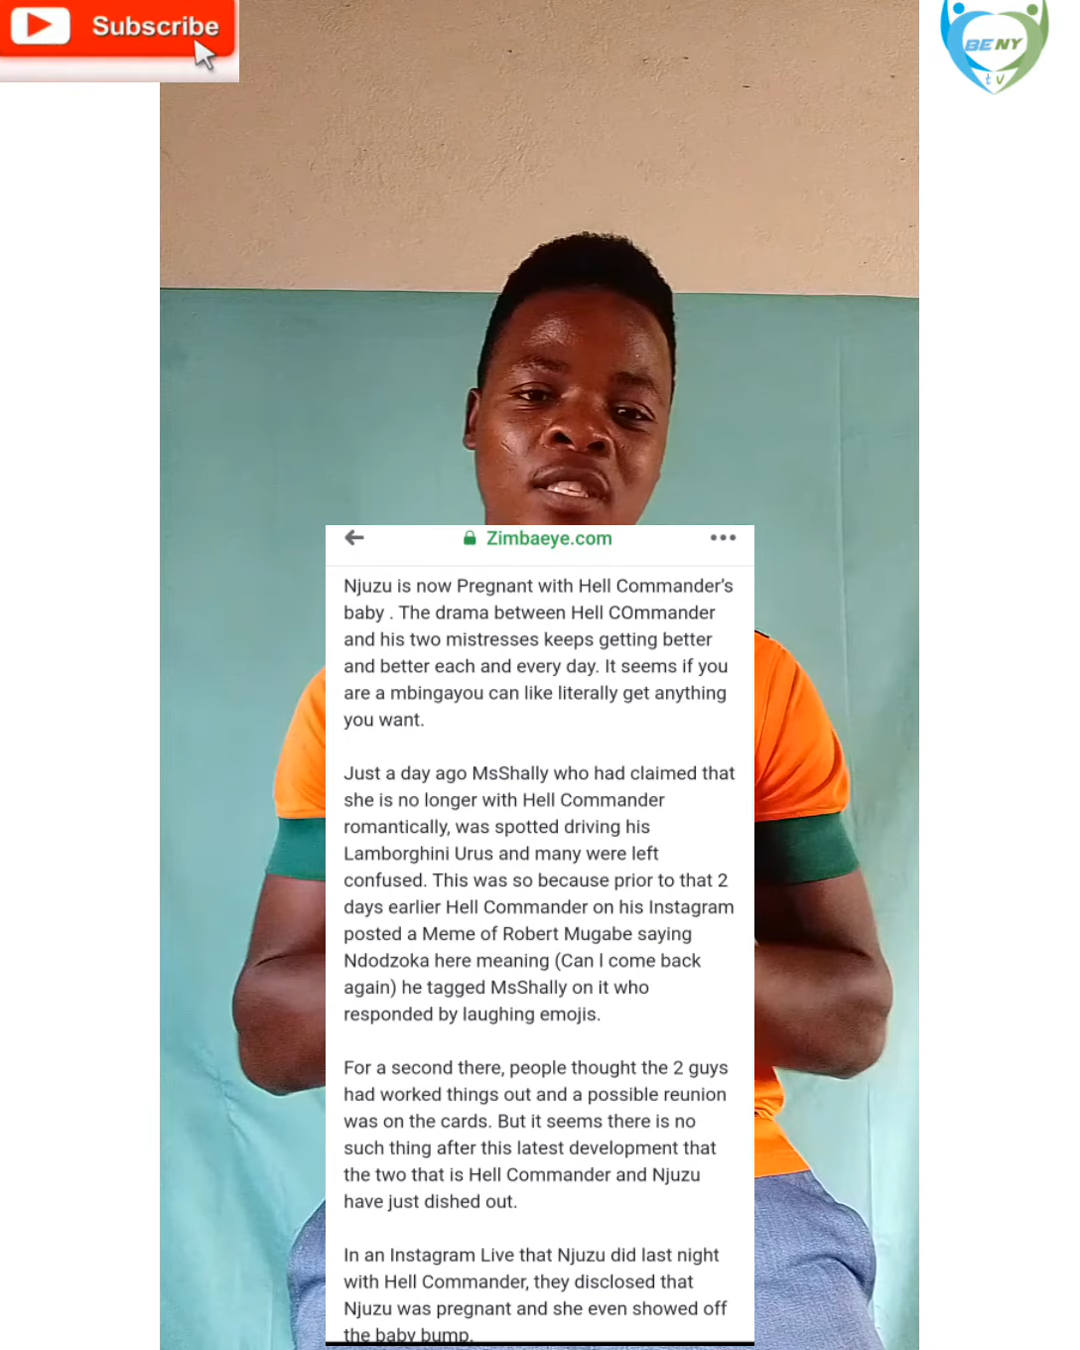 Subscribe
BENY
tv
Zimbaeye.com
Njuzu is now Pregnant with Hell Commander's
baby . The drama between Hell COmmander
and his two mistresses keeps getting better
and better each and every day. It seems if you
are a mbingayou can like literally get anything
you want.
Just a day ago MsShally who had claimed that
she is no longer with Hell Commander
romantically, was spotted driving his
Lamborghini Urus and many were left
confused. This was so because prior to that 2
days earlier Hell Commander on his Instagram
posted a Meme of Robert Mugabe saying
Ndodzoka here meaning (Can I come back
again) he tagged MsShally on it who
responded by laughing emojis.
For a second there, people thought the 2 guys
had worked things out and a possible reunion
was on the cards. But it seems there is no
such thing after this latest development that
the two that is Hell Commander and Njuzu
have just dished out.
In an Instagram Live that Njuzu did last night
with Hell Commander, they disclosed that
Njuzu was pregnant and she even showed off
the baby bump.